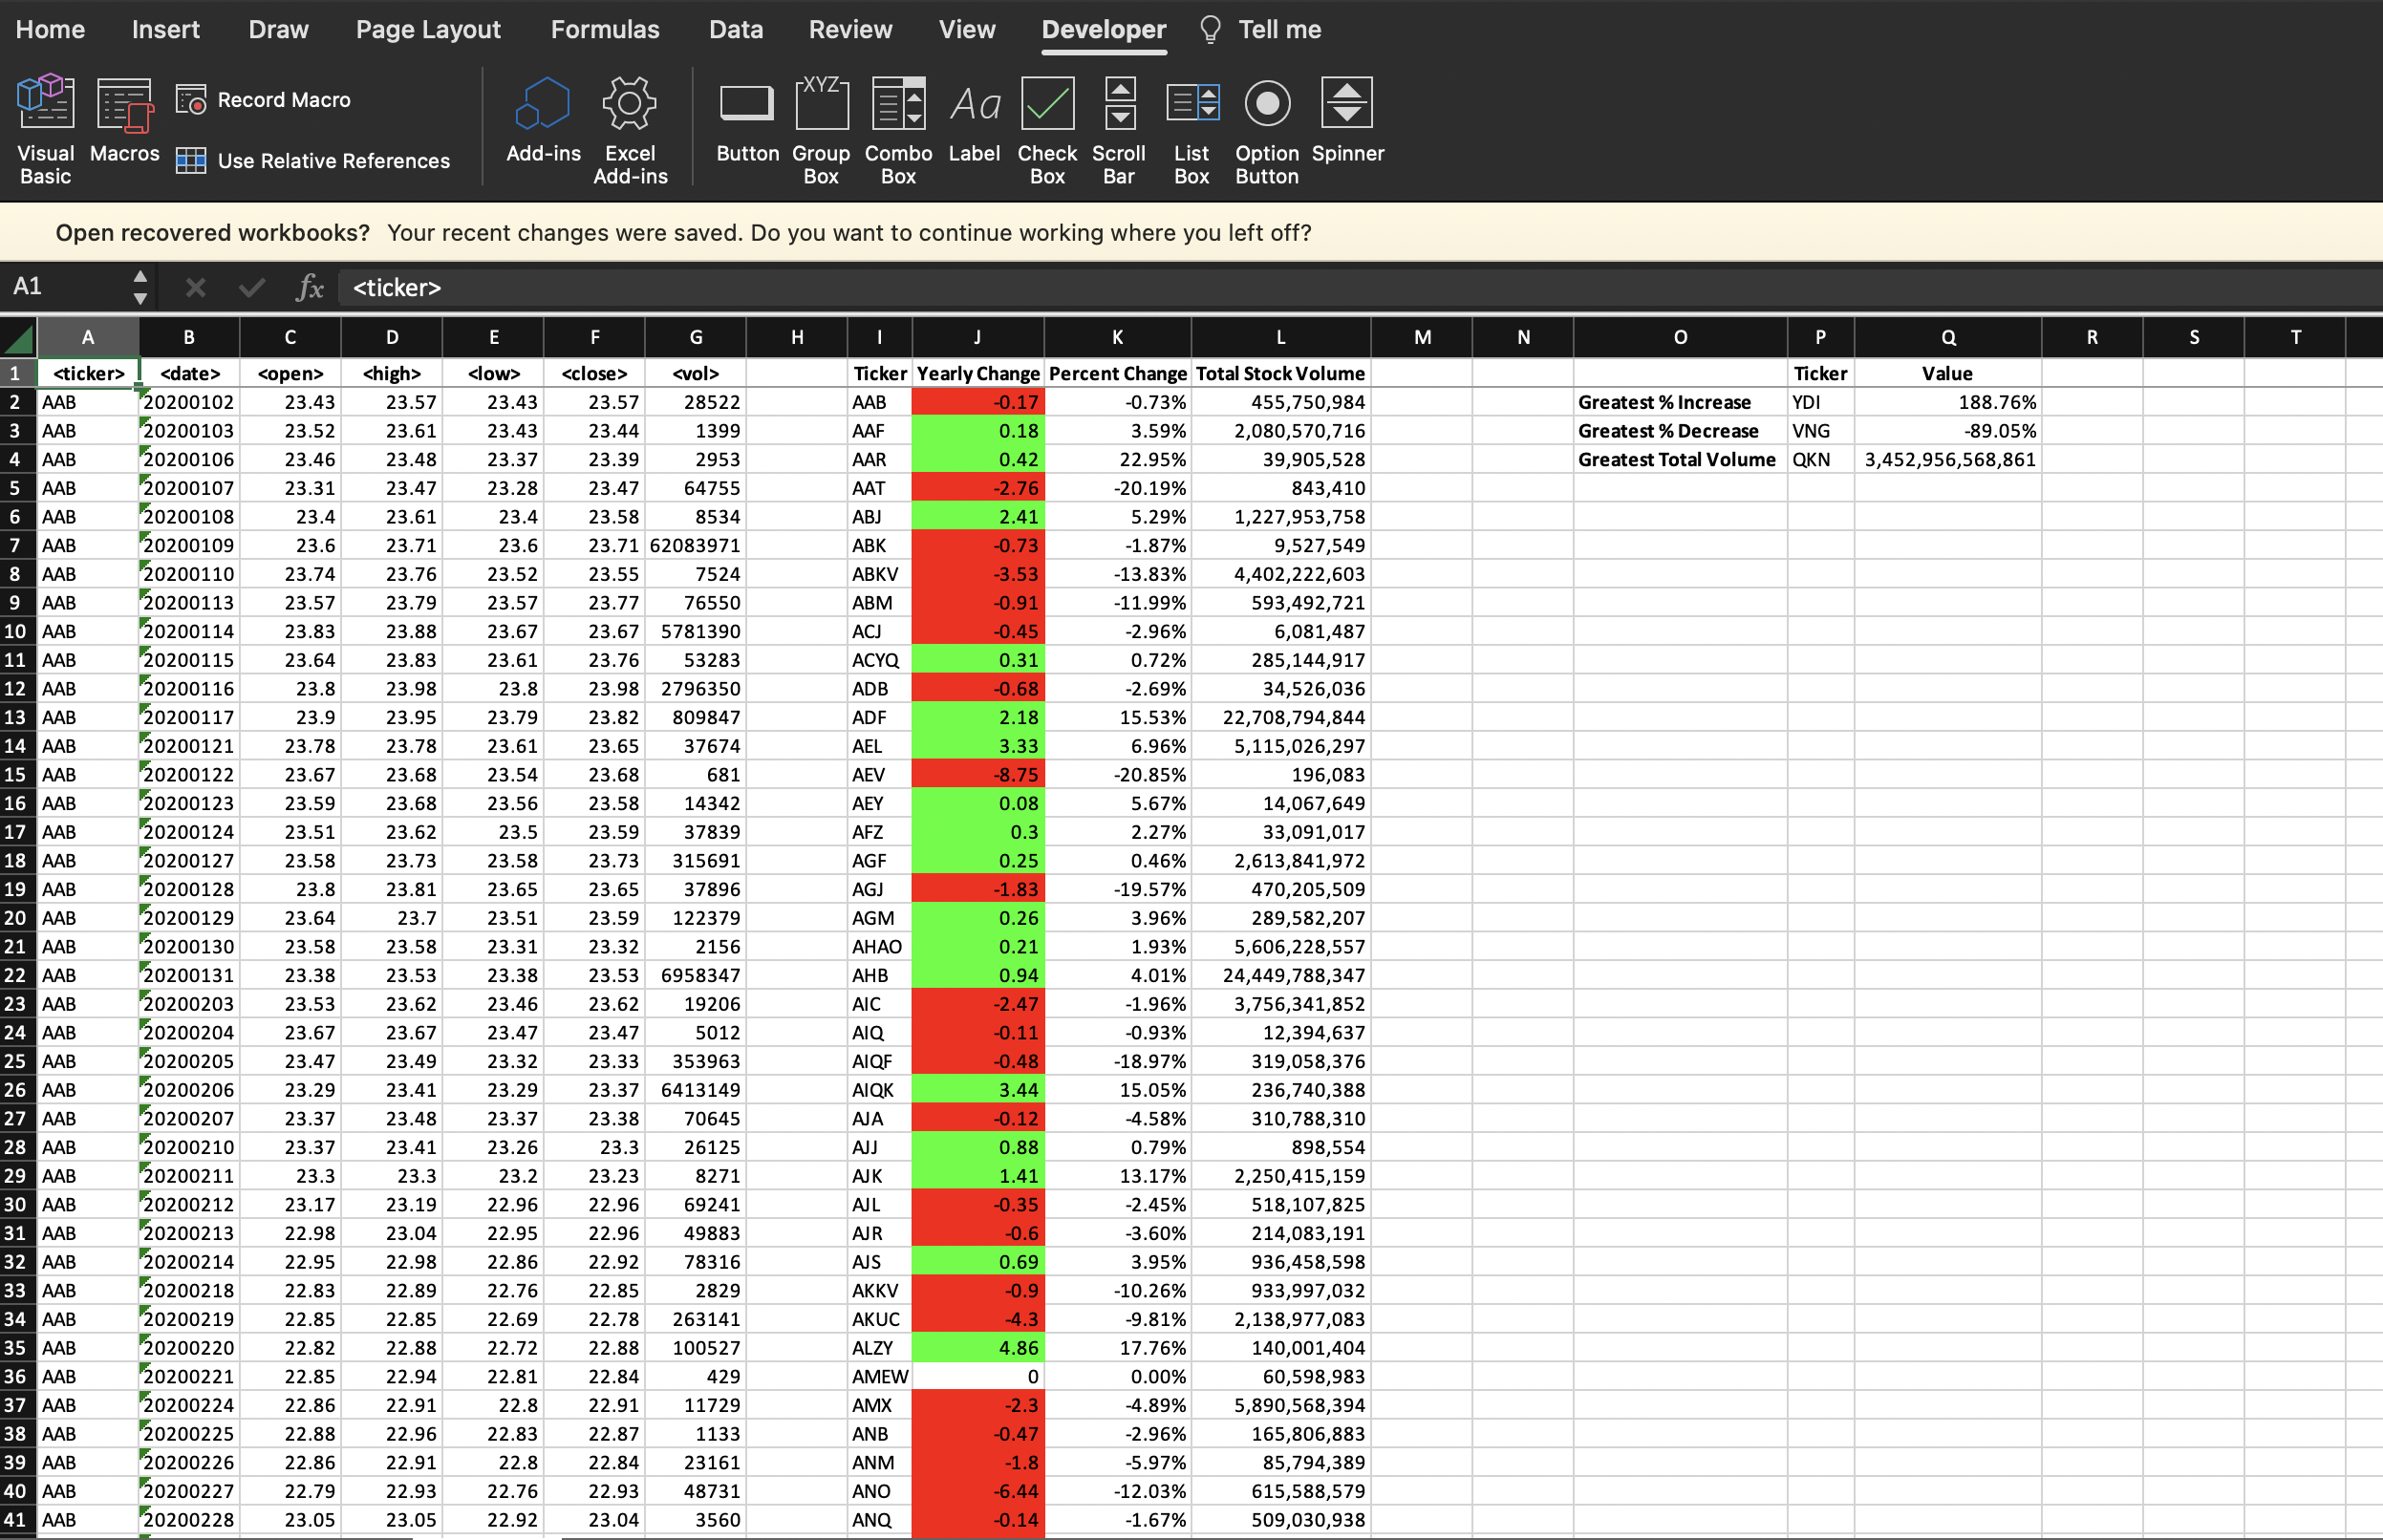 Home Insert Draw Page Layout Formulas Data Review View Developer Tell me
Visual Basic Macros Record Macro Use Relative References Add-ins Excel Add-ins Button Group Box XYZ Combo Box Aa Label Check Box Scroll Bar List Box Option Button Spinner
Open recovered workbooks? Your recent changes were saved. Do you want to continue working where you left off?
A1 fx <ticker>
A B C D E F G H I J K L M N O P Q R S T
1 <ticker> <date> <open> <high> <low> <close> <vol> Ticker Yearly Change Percent Change Total Stock Volume Ticker Value
2 AAB 20200102 23.43 23.57 23.43 23.57 28522 AAB -0.17 -0.73% 455,750,984 Greatest % Increase YDI 188.76%
3 AAB 20200103 23.52 23.61 23.43 23.44 1399 AAF 0.18 3.59% 2,080,570,716 Greatest % Decrease VNG -89.05%
4 AAB 20200106 23.46 23.48 23.37 23.39 2953 AAR 0.42 22.95% 39,905,528 Greatest Total Volume QKN 3,452,956,568,861
5 AAB 20200107 23.31 23.47 23.28 23.47 64755 AAT -2.76 -20.19% 843,410
6 AAB 20200108 23.4 23.61 23.4 23.58 8534 ABJ 2.41 5.29% 1,227,953,758
7 AAB 20200109 23.6 23.71 23.6 23.71 62083971 ABK -0.73 -1.87% 9,527,549
8 AAB 20200110 23.74 23.76 23.52 23.55 7524 ABKV -3.53 -13.83% 4,402,222,603
9 AAB 20200113 23.57 23.79 23.57 23.77 76550 ABM -0.91 -11.99% 593,492,721
10 AAB 20200114 23.83 23.88 23.67 23.67 5781390 ACJ -0.45 -2.96% 6,081,487
11 AAB 20200115 23.64 23.83 23.61 23.76 53283 ACYQ 0.31 0.72% 285,144,917
12 AAB 20200116 23.8 23.98 23.8 23.98 2796350 ADB -0.68 -2.69% 34,526,036
13 AAB 20200117 23.9 23.95 23.79 23.82 809847 ADF 2.18 15.53% 22,708,794,844
14 AAB 20200121 23.78 23.78 23.61 23.65 37674 AEL 3.33 6.96% 5,115,026,297
15 AAB 20200122 23.67 23.68 23.54 23.68 681 AEV -8.75 -20.85% 196,083
16 AAB 20200123 23.59 23.68 23.56 23.58 14342 AEY 0.08 5.67% 14,067,649
17 AAB 20200124 23.51 23.62 23.5 23.59 37839 AFZ 0.3 2.27% 33,091,017
18 AAB 20200127 23.58 23.73 23.58 23.73 315691 AGF 0.25 0.46% 2,613,841,972
19 AAB 20200128 23.8 23.81 23.65 23.65 37896 AGJ -1.83 -19.57% 470,205,509
20 AAB 20200129 23.64 23.7 23.51 23.59 122379 AGM 0.26 3.96% 289,582,207
21 AAB 20200130 23.58 23.58 23.31 23.32 2156 AHAO 0.21 1.93% 5,606,228,557
22 AAB 20200131 23.38 23.53 23.38 23.53 6958347 AHB 0.94 4.01% 24,449,788,347
23 AAB 20200203 23.53 23.62 23.46 23.62 19206 AIC -2.47 -1.96% 3,756,341,852
24 AAB 20200204 23.67 23.67 23.47 23.47 5012 AIQ -0.11 -0.93% 12,394,637
25 AAB 20200205 23.47 23.49 23.32 23.33 353963 AIQF -0.48 -18.97% 319,058,376
26 AAB 20200206 23.29 23.41 23.29 23.37 6413149 AIQK 3.44 15.05% 236,740,388
27 AAB 20200207 23.37 23.48 23.37 23.38 70645 AJA -0.12 -4.58% 310,788,310
28 AAB 20200210 23.37 23.41 23.26 23.3 26125 AJJ 0.88 0.79% 898,554
29 AAB 20200211 23.3 23.3 23.2 23.23 8271 AJK 1.41 13.17% 2,250,415,159
30 AAB 20200212 23.17 23.19 22.96 22.96 69241 AJL -0.35 -2.45% 518,107,825
31 AAB 20200213 22.98 23.04 22.95 22.96 49883 AJR -0.6 -3.60% 214,083,191
32 AAB 20200214 22.95 22.98 22.86 22.92 78316 AJS 0.69 3.95% 936,458,598
33 AAB 20200218 22.83 22.89 22.76 22.85 2829 AKKV -0.9 -10.26% 933,997,032
34 AAB 20200219 22.85 22.85 22.69 22.78 263141 AKUC -4.3 -9.81% 2,138,977,083
35 AAB 20200220 22.82 22.88 22.72 22.88 100527 ALZY 4.86 17.76% 140,001,404
36 AAB 20200221 22.85 22.94 22.81 22.84 429 AMEW 0 0.00% 60,598,983
37 AAB 20200224 22.86 22.91 22.8 22.91 11729 AMX -2.3 -4.89% 5,890,568,394
38 AAB 20200225 22.88 22.96 22.83 22.87 1133 ANB -0.47 -2.96% 165,806,883
39 AAB 20200226 22.86 22.91 22.8 22.84 23161 ANM -1.8 -5.97% 85,794,389
40 AAB 20200227 22.79 22.93 22.76 22.93 48731 ANO -6.44 -12.03% 615,588,579
41 AAB 20200228 23.05 23.05 22.92 23.04 3560 ANQ -0.14 -1.67% 509,030,938